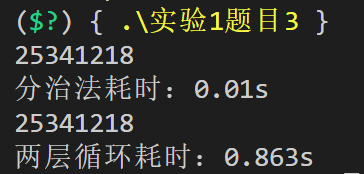 ($?) { .\实验1题目3 }
25341218
分治法耗时：0.01s
25341218
两层循环耗时：0.863s